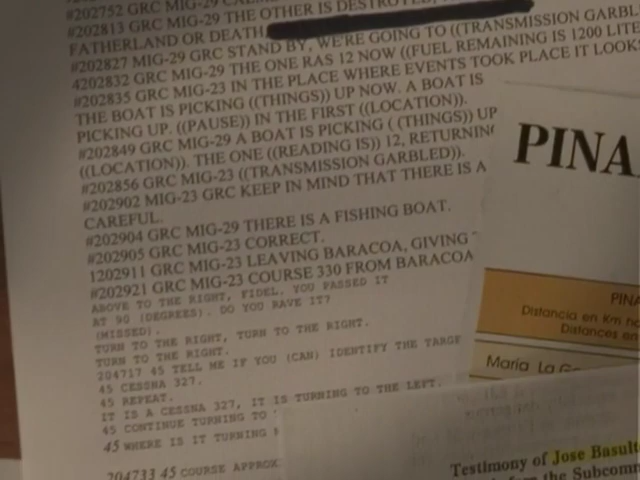 #202752 GRC MIG-29
#202813 GRC MIG-29 THE OTHER IS DESTROYED,
FATHERLAND OR DEATH
#202827 MIG-29 GRC STAND BY, WE'RE GOING TO ((TRANSMISSION GARBL
4202832 GRC MIG-29 THE ONE RAS 12 NOW ((FUEL REMAINING IS 1200 LITE
#202835 GRC MIG-23 IN THE PLACE WHERE EVENTS TOOK PLACE IT LOOK
THE BOAT IS PICKING ((THINGS)) UP NOW. A BOAT IS
PICKING UP. ((PAUSE)) IN THE FIRST ((LOCATION)).
#202849 GRC MIG-29 A BOAT IS PICKING ( (THINGS)) UP
((LOCATION)). THE ONE ((READING IS)) 12, RETURNING
#202856 GRC MIG-23 ((TRANSMISSION GARBLED)).
#202902 MIG-23 GRC KEEP IN MIND THAT THERE IS A
CAREFUL.
#202904 GRC MIG-29 THERE IS A FISHING BOAT.
#202905 GRC MIG-23 CORRECT.
1202911 GRC MIG-23 LEAVING BARACOA, GIVING
#202921 GRC MIG-23 COURSE 330 FROM BARACOA
ABOVE TO THE RIGHT, FIDEL, YOU PASSED IT
AT 90 (DEGREES). DO YOU RAVE IT?
(MISSED).
TURN TO THE RIGHT, TURN TO THE RIGHT.
TURN TO THE RIGHT.
204717 45 TELL ME IF YOU (CAN) IDENTIFY THE TARGE
45 CESSNA 327.
45 REPEAT.
IT IS A CESSNA 327, IT IS TURNING TO THE LEFT.
45 CONTINUE TURNING TO
45 WHERE IS IT TURNING
204733 45 COURSE APPROX
PINA
PINA
Distancia en Km
Distances
Maria La
Testimony of Jose Basult
the Subcomm